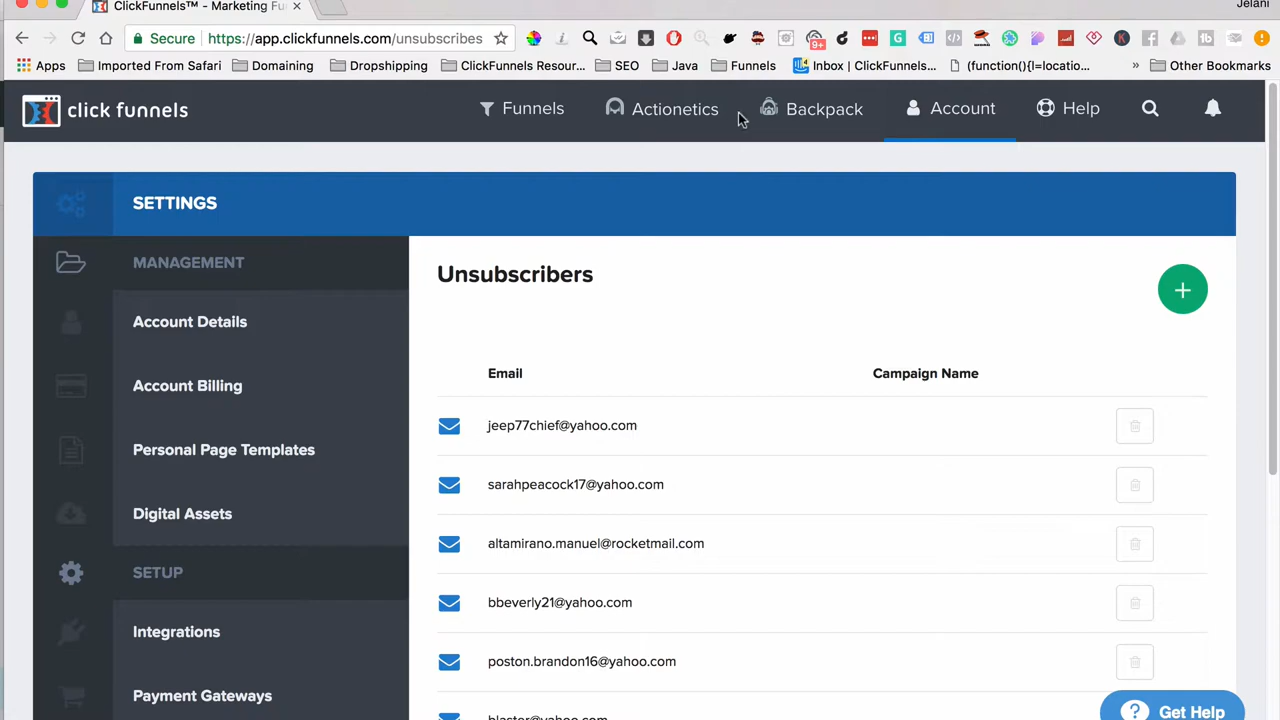 ClickFunnels™ - Marketing Fu
Jelani
Secure https://app.clickfunnels.com/unsubscribes
9+
Apps Imported From Safari Domaining Dropshipping ClickFunnels Resour... SEO Java Funnels Inbox | ClickFunnels... (function(){l=locatio... » Other Bookmarks
click funnels Funnels Actionetics Backpack Account Help
SETTINGS
MANAGEMENT
Account Details
Account Billing
Personal Page Templates
Digital Assets
SETUP
Integrations
Payment Gateways
Unsubscribers
+
Email Campaign Name
jeep77chief@yahoo.com
sarahpeacock17@yahoo.com
altamirano.manuel@rocketmail.com
bbeverly21@yahoo.com
poston.brandon16@yahoo.com
? Get Help